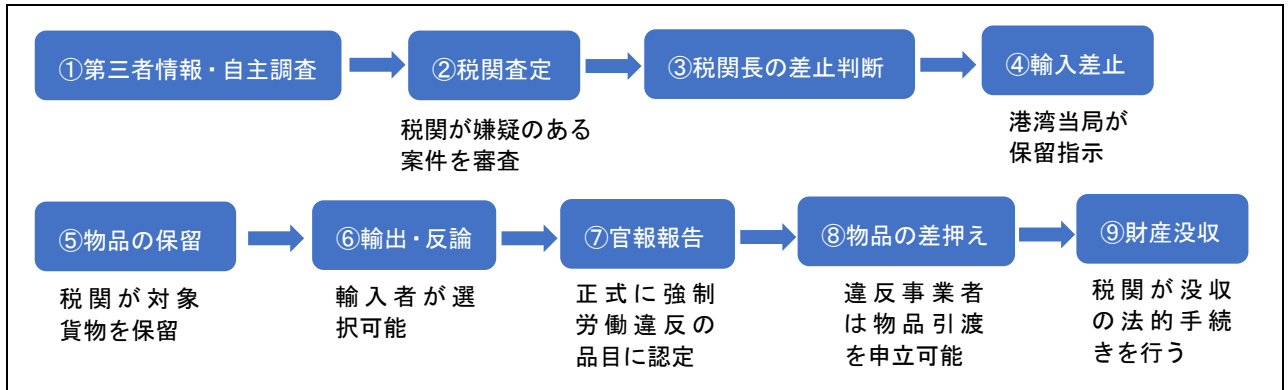 ①第三者情報・自主調査
②税関査定
③税関長の差止判断
④輸入差止
税関が嫌疑のある
案件を審査
港湾当局が
保留指示
⑤物品の保留
⑥輸出・反論
⑦官報報告
⑧物品の差押え
⑨財産没収
税関が対象
貨物を保留
輸入者が選
択可能
正式に強制
労働違反の
品目に認定
違反事業者
は物品引渡
を申立可能
税関が没収
の法的手続
きを行う